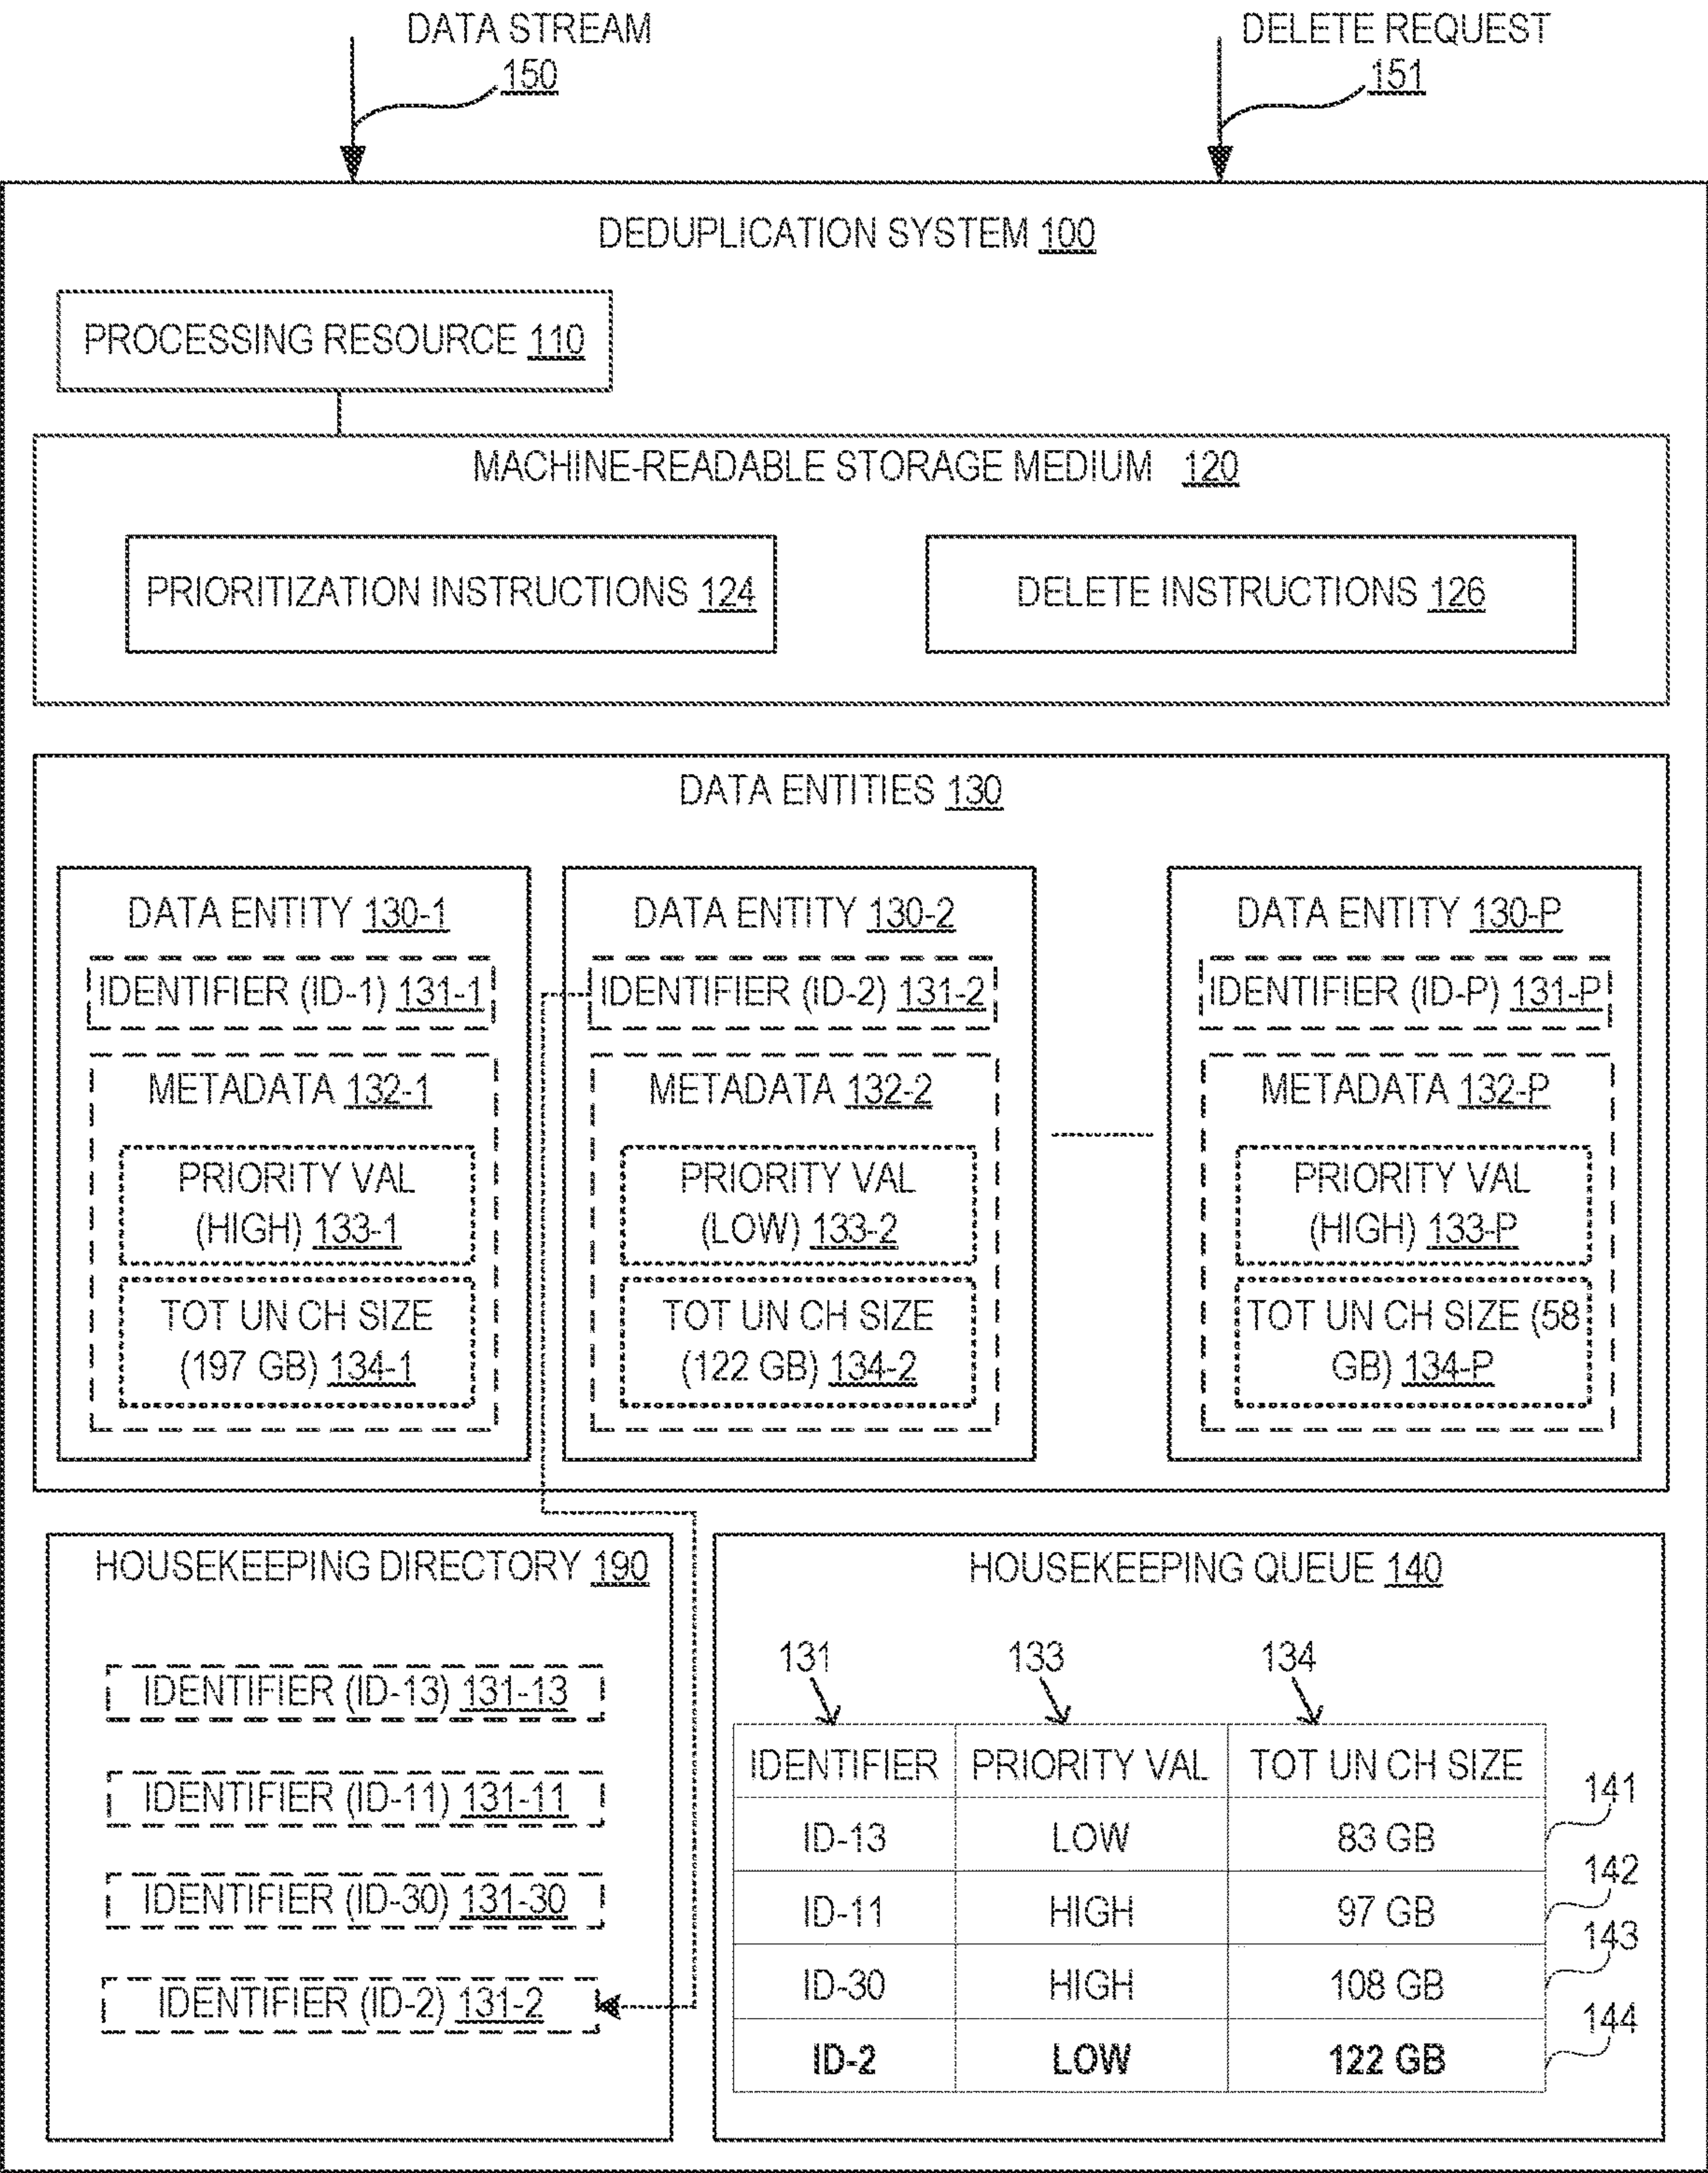 DATA STREAM
150
DELETE REQUEST
151
DEDUPLICATION SYSTEM 100
PROCESSING RESOURCE 110
MACHINE-READABLE STORAGE MEDIUM 120
PRIORITIZATION INSTRUCTIONS 124
DELETE INSTRUCTIONS 126
DATA ENTITIES 130
DATA ENTITY 130-1
IDENTIFIER (ID-1) 131-1
METADATA 132-1
PRIORITY VAL
(HIGH) 133-1
TOT UN CH SIZE
(197 GB) 134-1
DATA ENTITY 130-2
IDENTIFIER (ID-2) 131-2
METADATA 132-2
PRIORITY VAL
(LOW) 133-2
TOT UN CH SIZE
(122 GB) 134-2
DATA ENTITY 130-P
IDENTIFIER (ID-P) 131-P
METADATA 132-P
PRIORITY VAL
(HIGH) 133-P
TOT UN CH SIZE (58
GB) 134-P
HOUSEKEEPING DIRECTORY 190
IDENTIFIER (ID-13) 131-13
IDENTIFIER (ID-11) 131-11
IDENTIFIER (ID-30) 131-30
IDENTIFIER (ID-2) 131-2
HOUSEKEEPING QUEUE 140
131 133 134
IDENTIFIER PRIORITY VAL TOT UN CH SIZE
ID-13 LOW 83 GB 141
ID-11 HIGH 97 GB 142
ID-30 HIGH 108 GB 143
ID-2 LOW 122 GB 144